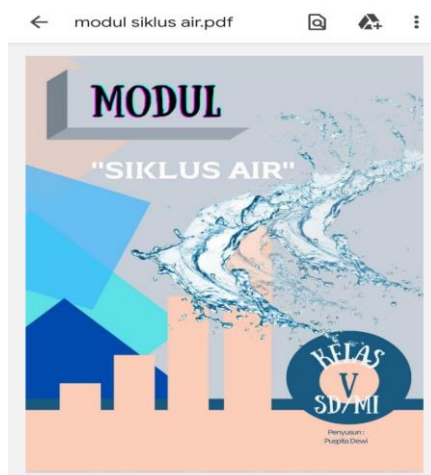 modul siklus air.pdf
MODUL
"SIKLUS AIR"
KELAS
V
SD/MI
Penyusun :
Puspita Dewi